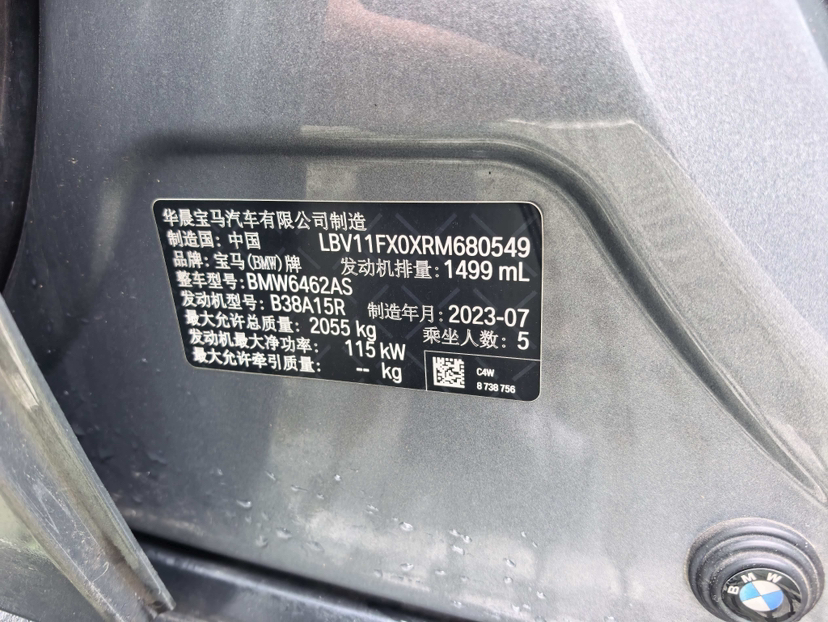 华晨宝马汽车有限公司制造
制造国: 中国 LBV11FX0XRM680549
品牌: 宝马(BMW)牌 发动机排量: 1499 mL
整车型号: BMW6462AS
发动机型号: B38A15R 制造年月: 2023-07
最大允许总质量: 2055 kg 乘坐人数: 5
发动机最大净功率: 115 kW
最大允许牵引质量: -- kg
C4W
8 738 756
BMW